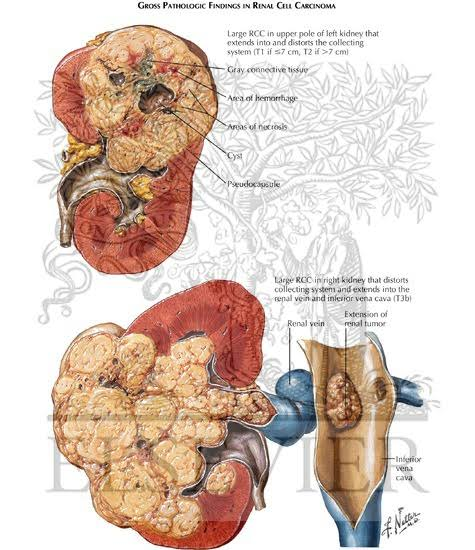 Gross Pathologic Findings in Renal Cell Carcinoma
Large RCC in upper pole of left kidney that
extends into and distorts the collecting
system (T1 if ≤7 cm, T2 if >7 cm)
Gray connective tissue
Area of hemorrhage
Areas of necrosis
Cyst
Pseudocapsule
Large RCC in right kidney that distorts
collecting system and extends into the
renal vein and inferior vena cava (T3b)
Renal vein
Extension of
renal tumor
Inferior
vena
cava
ELSEVIER
F. Netter
M.D.